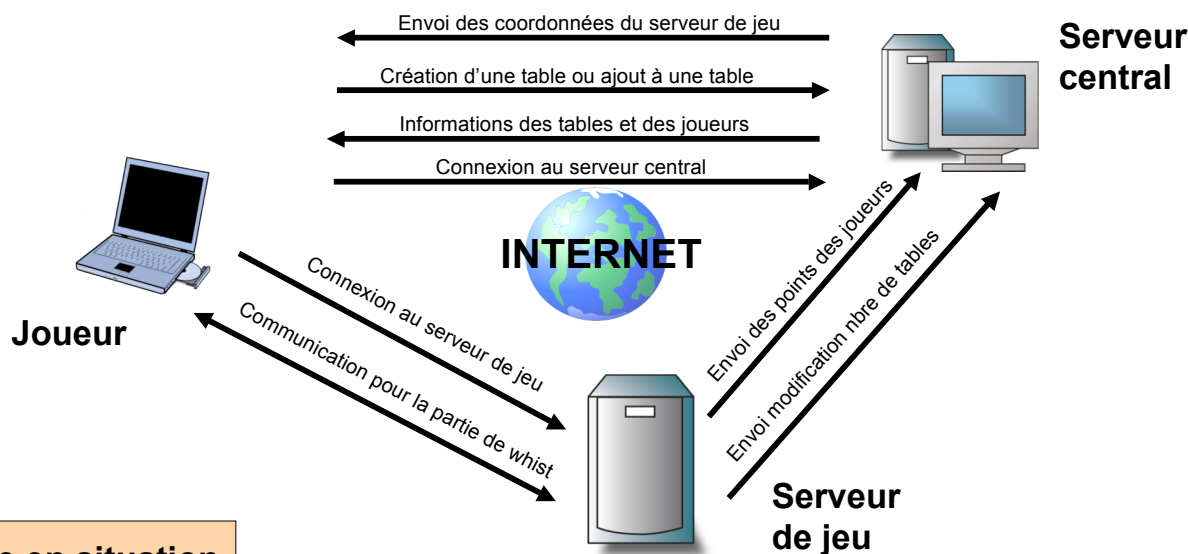 Envoi des coordonnées du serveur de jeu
Serveur
central
Création d'une table ou ajout à une table
Informations des tables et des joueurs
Connexion au serveur central
INTERNET
Envoi des points des joueurs
Envoi modification nbre de tables
Connexion au serveur de jeu
Communication pour la partie de whist
Joueur
Serveur
de jeu
en situation